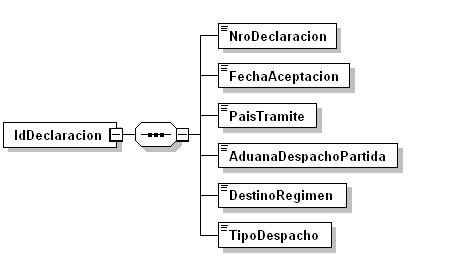 NroDeclaracion
FechaAceptacion
PaisTramite
IdDeclaracion
AduanaDespachoPartida
DestinoRegimen
TipoDespacho